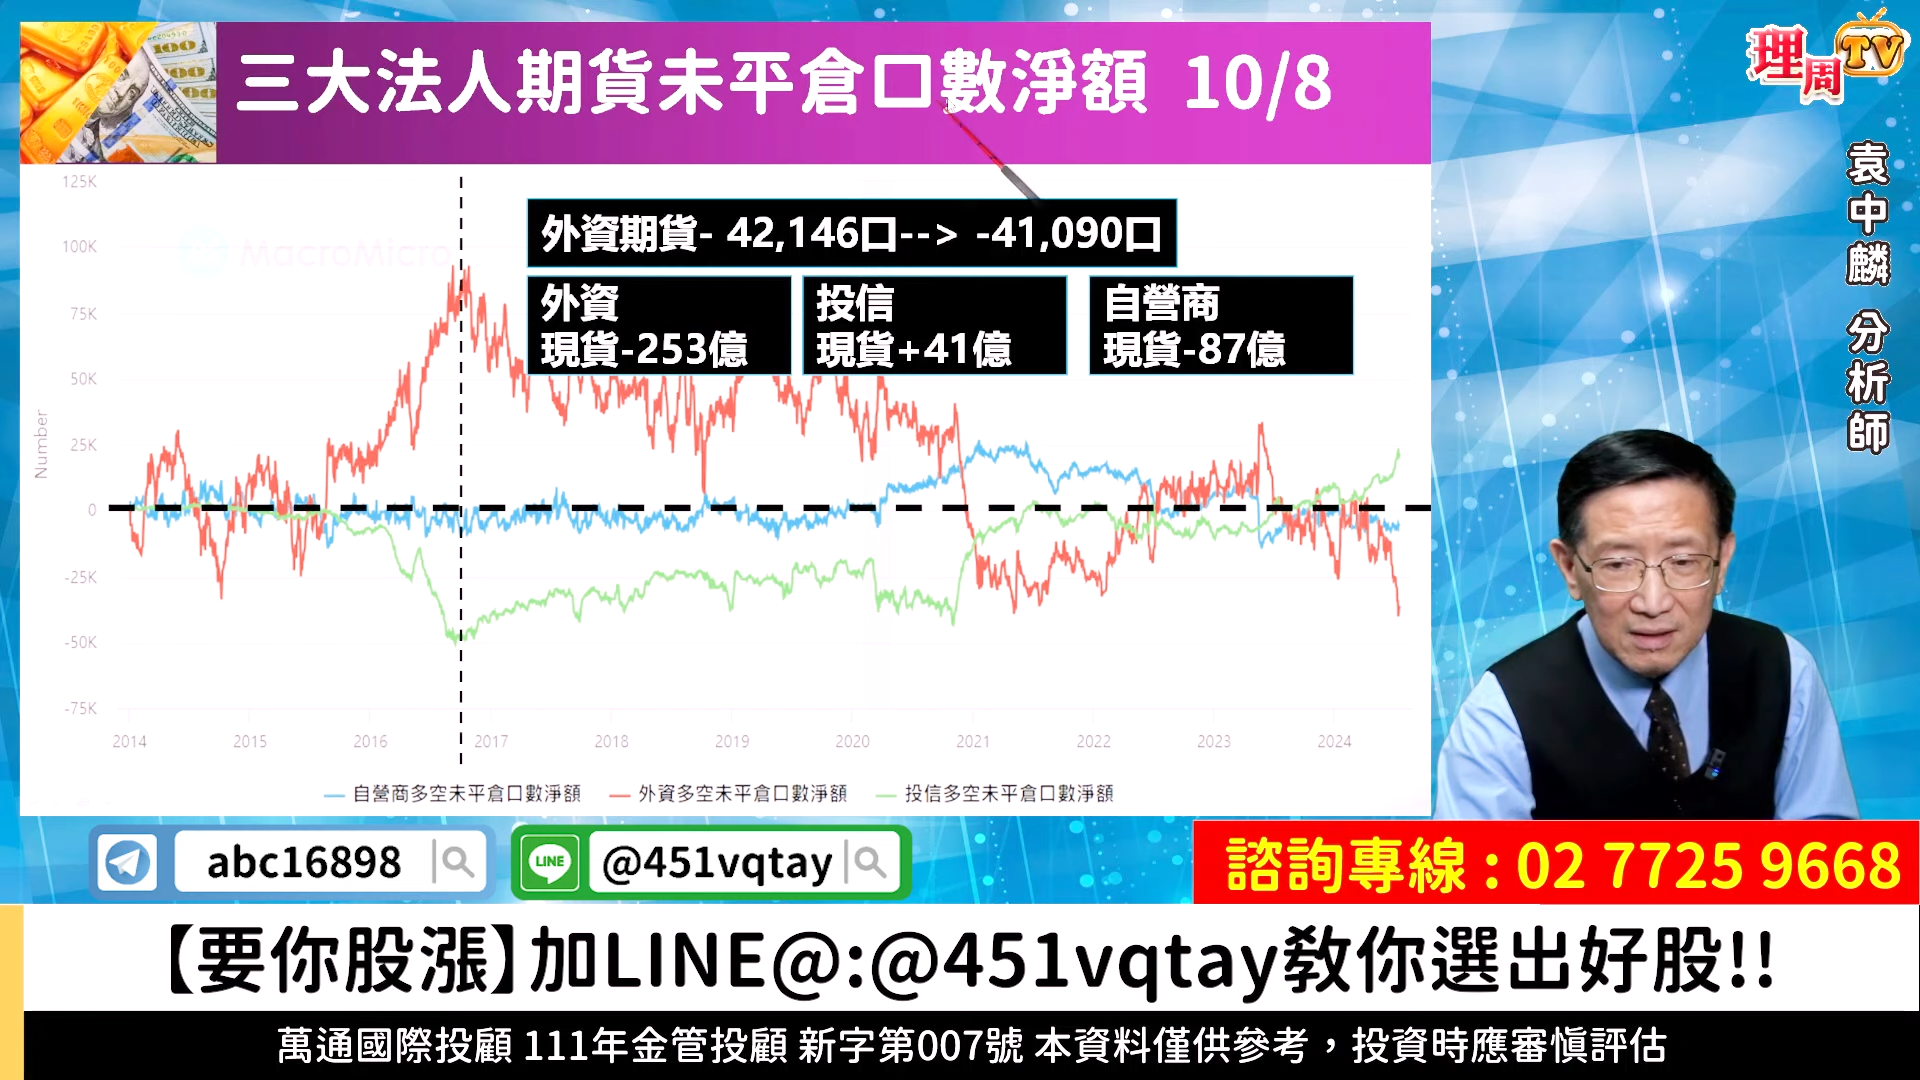 三大法人期貨未平倉口數淨額 10/8
理周TV
袁中麟 分析師
外資期貨- 42,146口--> -41,090口
外資
現貨-253億
投信
現貨+41億
自營商
現貨-87億
MacroMicro
Number
125K
100K
75K
50K
25K
0
-25K
-50K
-75K
2014 2015 2016 2017 2018 2019 2020 2021 2022 2023 2024
自營商多空未平倉口數淨額 外資多空未平倉口數淨額 投信多空未平倉口數淨額
abc16898
LINE @451vqtay
諮詢專線 : 02 7725 9668
【要你股漲】加LINE@:@451vqtay教你選出好股!!
萬通國際投顧 111年金管投顧 新字第007號 本資料僅供參考，投資時應審慎評估